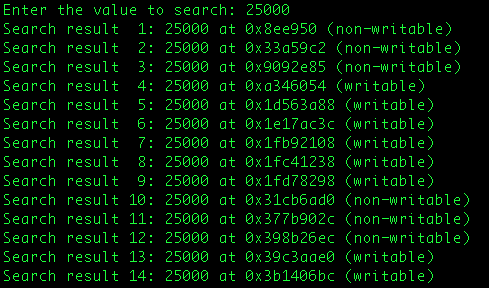 Enter the value to search: 25000
Search result  1: 25000 at 0x8ee950 (non-writable)
Search result  2: 25000 at 0x33a59c2 (non-writable)
Search result  3: 25000 at 0x9092e85 (non-writable)
Search result  4: 25000 at 0xa346054 (writable)
Search result  5: 25000 at 0x1d563a88 (writable)
Search result  6: 25000 at 0x1e17ac3c (writable)
Search result  7: 25000 at 0x1fb92108 (writable)
Search result  8: 25000 at 0x1fc41238 (writable)
Search result  9: 25000 at 0x1fd78298 (writable)
Search result 10: 25000 at 0x31cb6ad0 (non-writable)
Search result 11: 25000 at 0x377b902c (non-writable)
Search result 12: 25000 at 0x398b26ec (non-writable)
Search result 13: 25000 at 0x39c3aae0 (writable)
Search result 14: 25000 at 0x3b1406bc (writable)